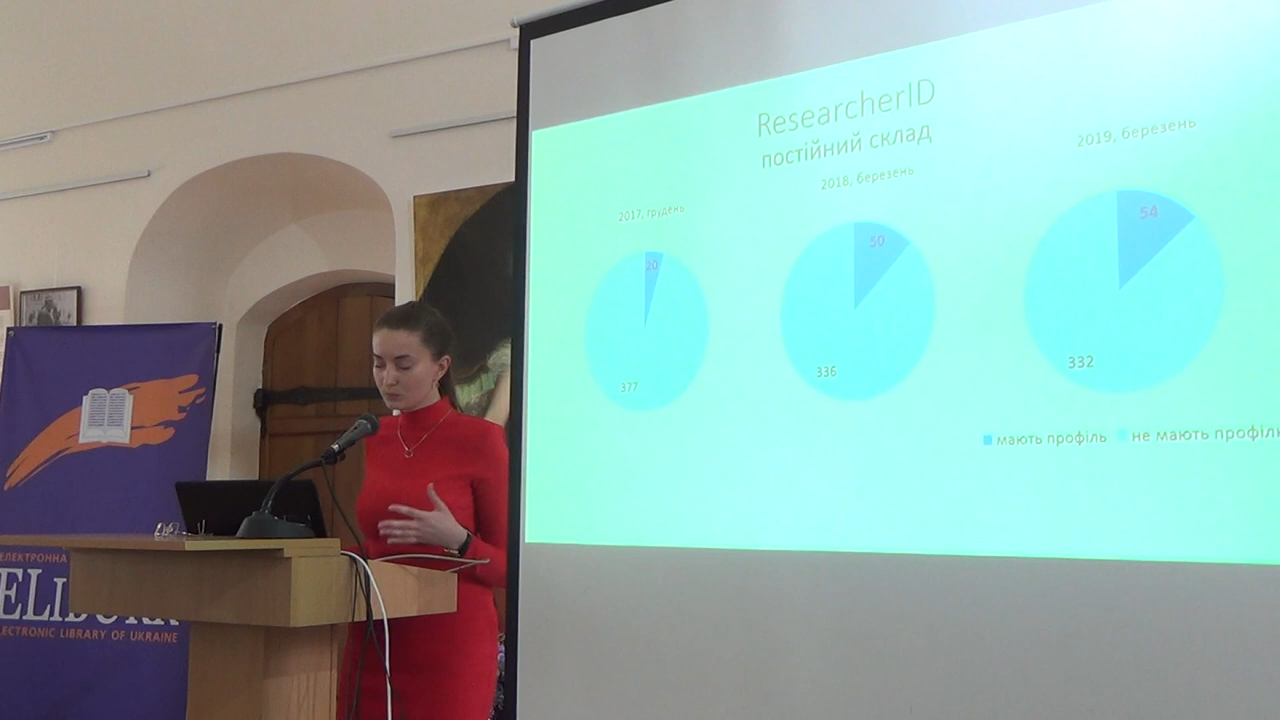 ResearcherID
постійний склад
2017, грудень
2018, березень
2019, березень
20
377
50
336
54
332
мають профіль
не мають профіль
ЕЛЕКТРОННА
ELECTRONIC LIBRARY OF UKRAINE